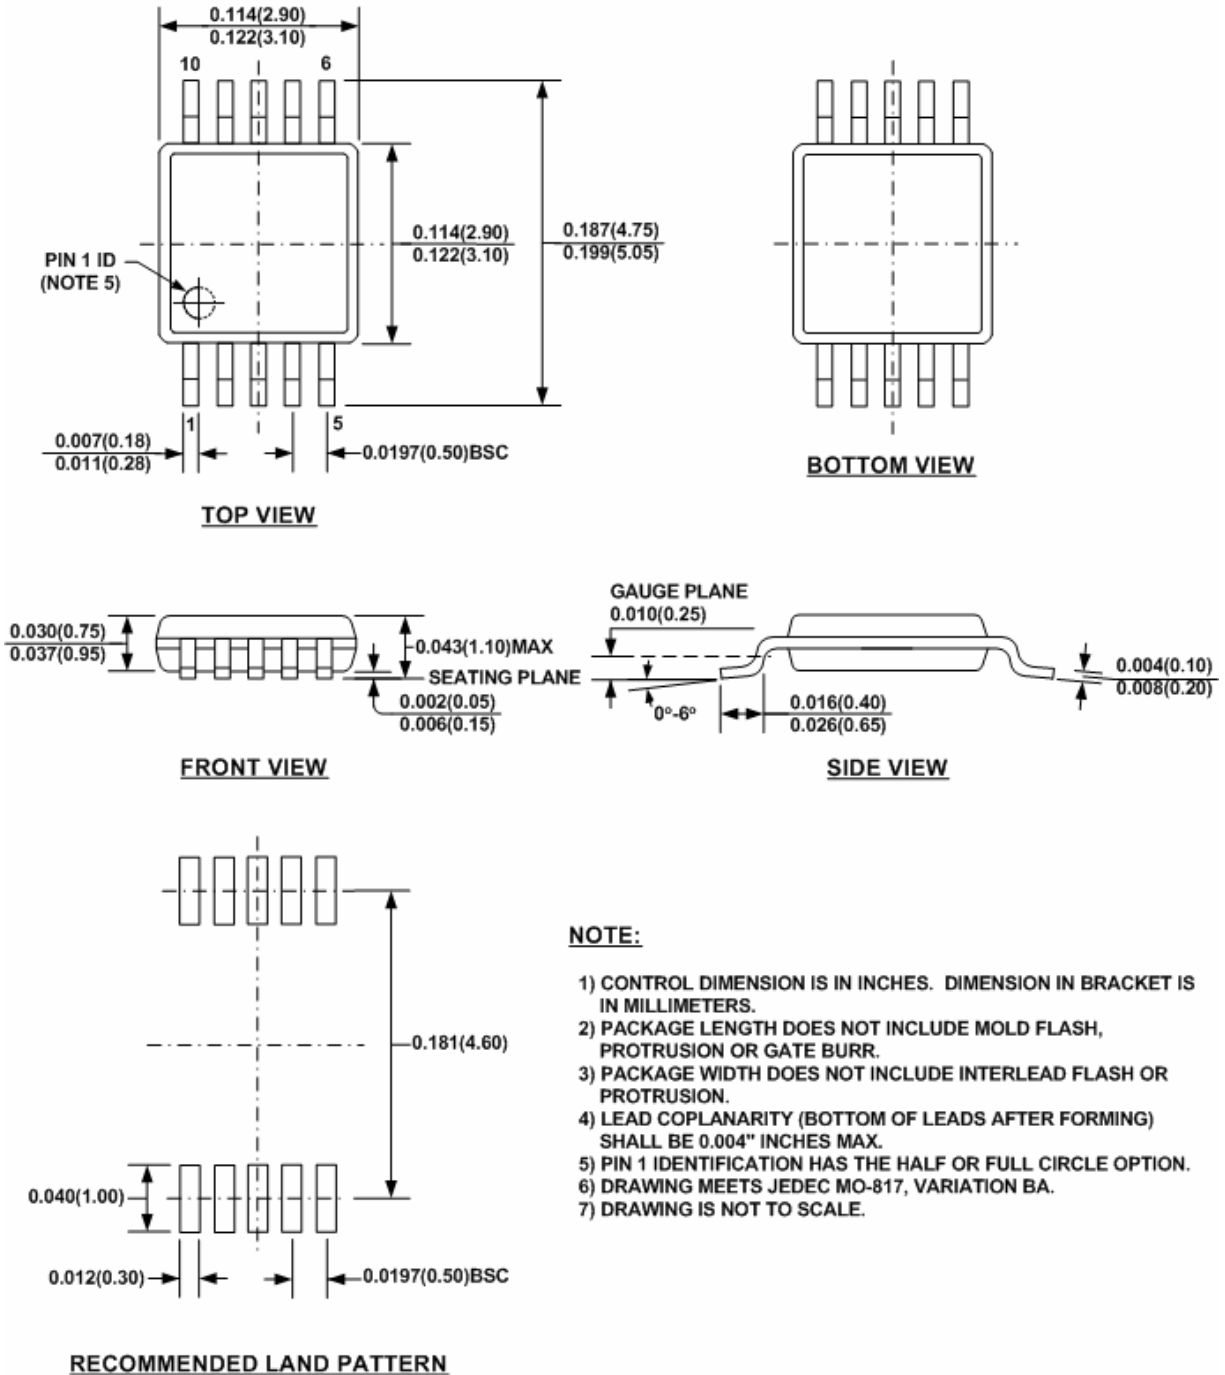 0.114(2.90)
0.122(3.10)
10
6
0.114(2.90)
0.122(3.10)
0.187(4.75)
0.199(5.05)
PIN 1 ID
(NOTE 5)
1
5
0.007(0.18)
0.011(0.28)
0.0197(0.50)BSC
TOP VIEW
BOTTOM VIEW
0.030(0.75)
0.037(0.95)
0.043(1.10)MAX
SEATING PLANE
0.002(0.05)
0.006(0.15)
FRONT VIEW
GAUGE PLANE
0.010(0.25)
0º-6º
0.016(0.40)
0.026(0.65)
0.004(0.10)
0.008(0.20)
SIDE VIEW
0.181(4.60)
0.040(1.00)
0.012(0.30)
0.0197(0.50)BSC
RECOMMENDED LAND PATTERN
NOTE:
1) CONTROL DIMENSION IS IN INCHES. DIMENSION IN BRACKET IS
IN MILLIMETERS.
2) PACKAGE LENGTH DOES NOT INCLUDE MOLD FLASH,
PROTRUSION OR GATE BURR.
3) PACKAGE WIDTH DOES NOT INCLUDE INTERLEAD FLASH OR
PROTRUSION.
4) LEAD COPLANARITY (BOTTOM OF LEADS AFTER FORMING)
SHALL BE 0.004" INCHES MAX.
5) PIN 1 IDENTIFICATION HAS THE HALF OR FULL CIRCLE OPTION.
6) DRAWING MEETS JEDEC MO-817, VARIATION BA.
7) DRAWING IS NOT TO SCALE.